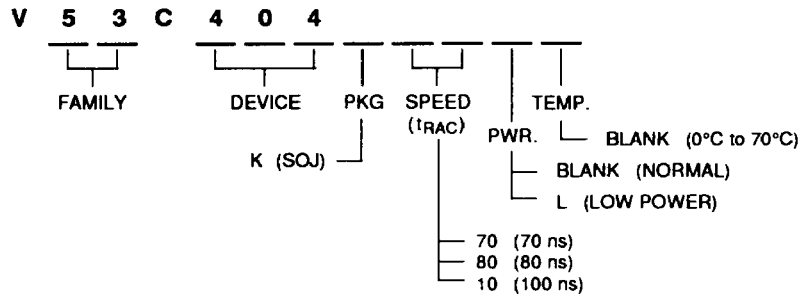 V 5 3 C 4 0 4
FAMILY DEVICE PKG SPEED (tRAC) PWR. TEMP.
K (SOJ)
BLANK (0°C to 70°C)
BLANK (NORMAL)
L (LOW POWER)
70 (70 ns)
80 (80 ns)
10 (100 ns)